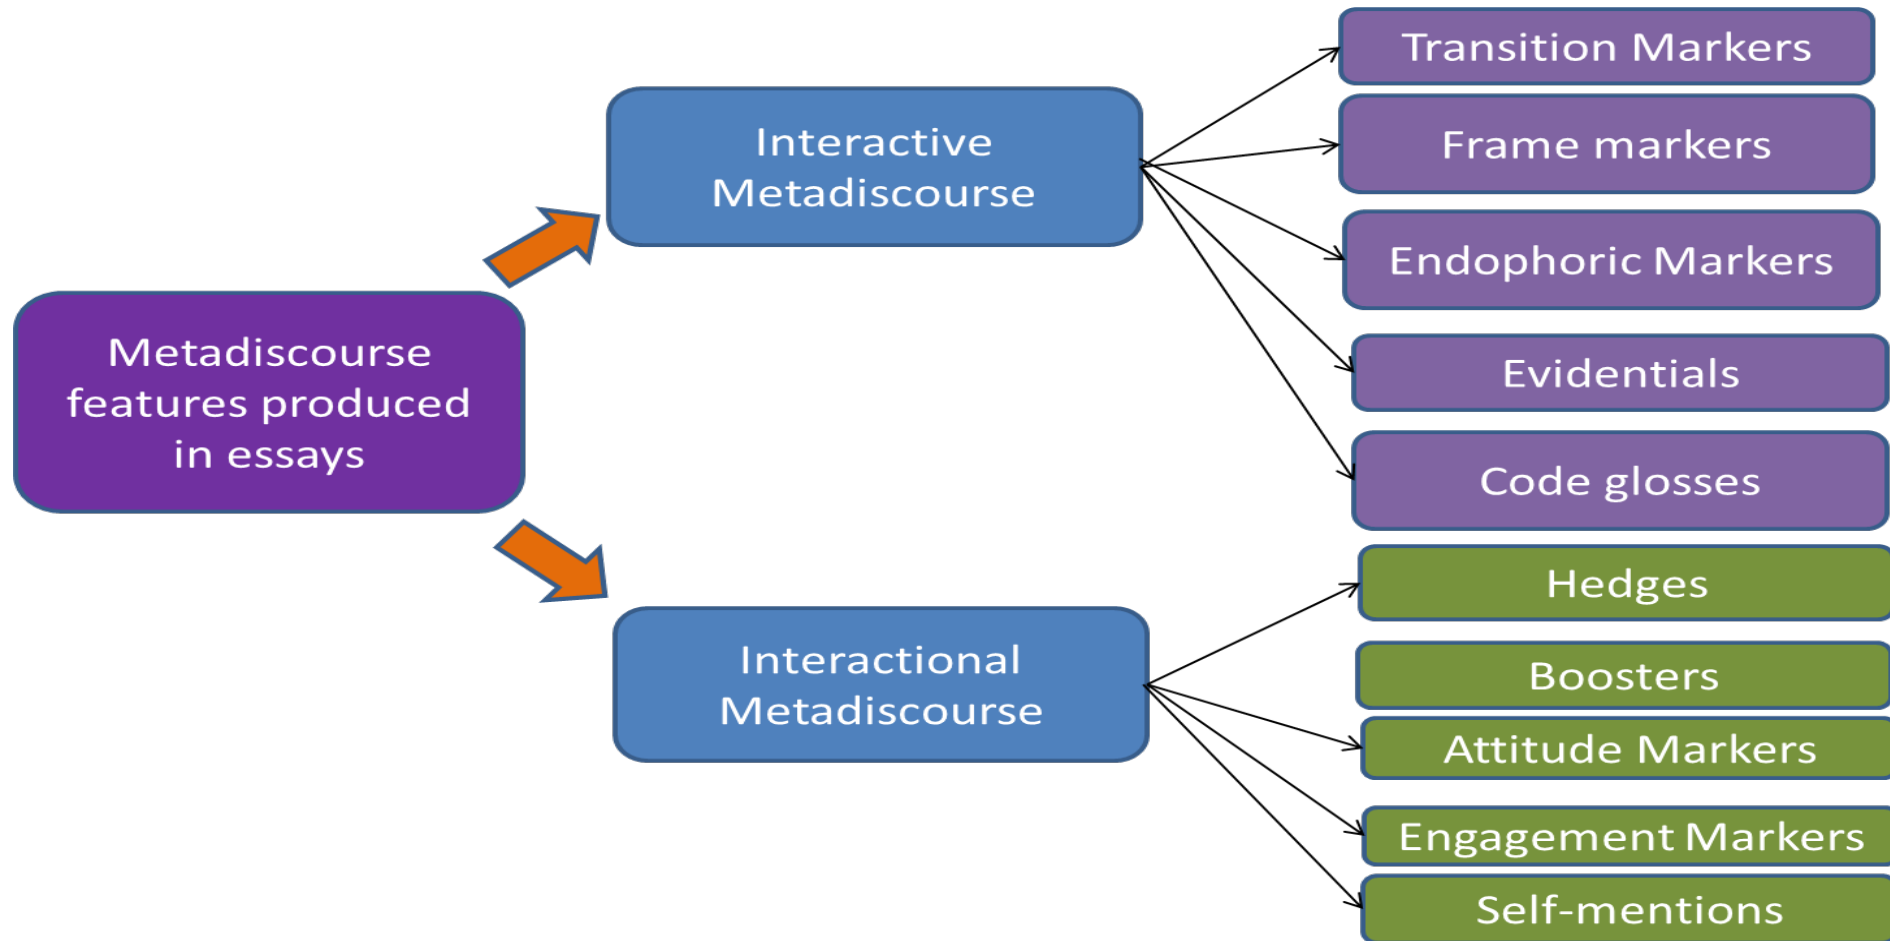 Metadiscourse
features produced
in essays
Interactive
Metadiscourse
Interactional
Metadiscourse
Transition Markers
Frame markers
Endophoric Markers
Evidentials
Code glosses
Hedges
Boosters
Attitude Markers
Engagement Markers
Self-mentions